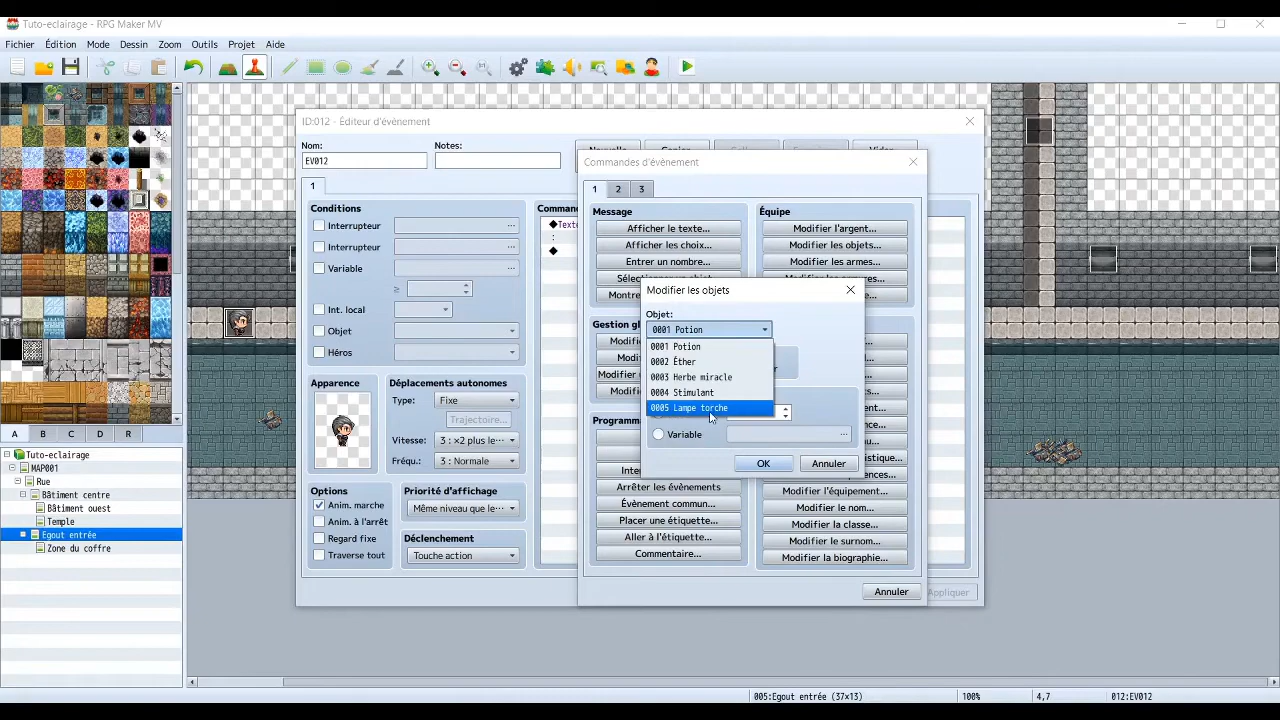 Tuto-eclairage - RPG Maker MV
Fichier Édition Mode Dessin Zoom Outils Projet Aide
ID:012 - Éditeur d'évènement
Nom: Notes:
EV012
Nouvelle Copier
Commandes d'événement
1
1 2 3
Conditions
Interrupteur ...
Interrupteur ...
Variable ...
≥
Int. local
Objet
Héros
◆Texte
:
◆
Message
Afficher le texte...
Afficher les choix...
Entrer un nombre...
Équipe
Modifier l'argent...
Modifier les objets...
Modifier les armes...
Modifier les objets
Objet:
0001 Potion
0001 Potion
0002 Éther
0003 Herbe miracle
0004 Stimulant
0005 Lampe torche
Variable ...
OK Annuler
Apparence
Déplacements autonomes
Type: Fixe
Trajectoire...
Vitesse: 3 : ×2 plus le...
Fréqu.: 3 : Normale
Options
Anim. marche
Anim. à l'arrêt
Regard fixe
Traverse tout
Priorité d'affichage
Même niveau que le...
Déclenchement
Touche action
Arrêter les évènements
Évènement commun...
Placer une étiquette...
Aller à l'étiquette...
Commentaire...
Modifier l'équipement...
Modifier le nom...
Modifier la classe...
Modifier le surnom...
Modifier la biographie...
Annuler Appliquer
A B C D R
Tuto-eclairage
MAP001
Rue
Bâtiment centre
Bâtiment ouest
Temple
Egout entrée
Zone du coffre
005:Egout entrée (37x13) 100% 4,7 012:EV012